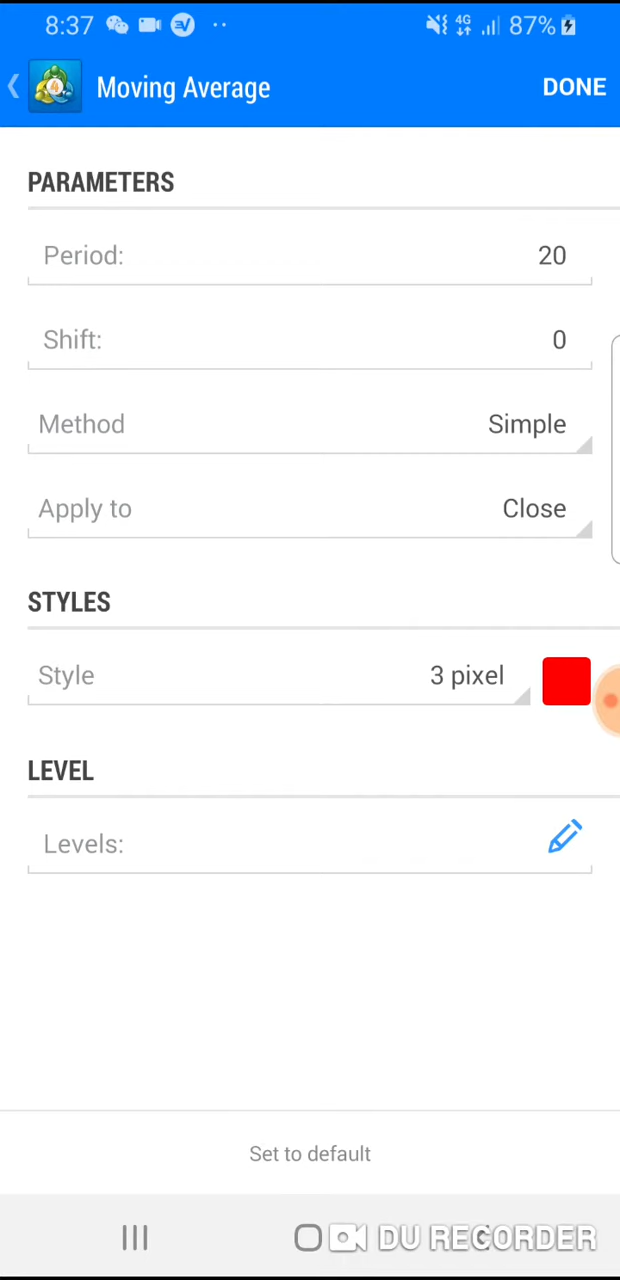 8:37 4G 87%
Moving Average DONE
PARAMETERS
Period: 20
Shift: 0
Method Simple
Apply to Close
STYLES
Style 3 pixel
LEVEL
Levels:
Set to default
DU RECORDER